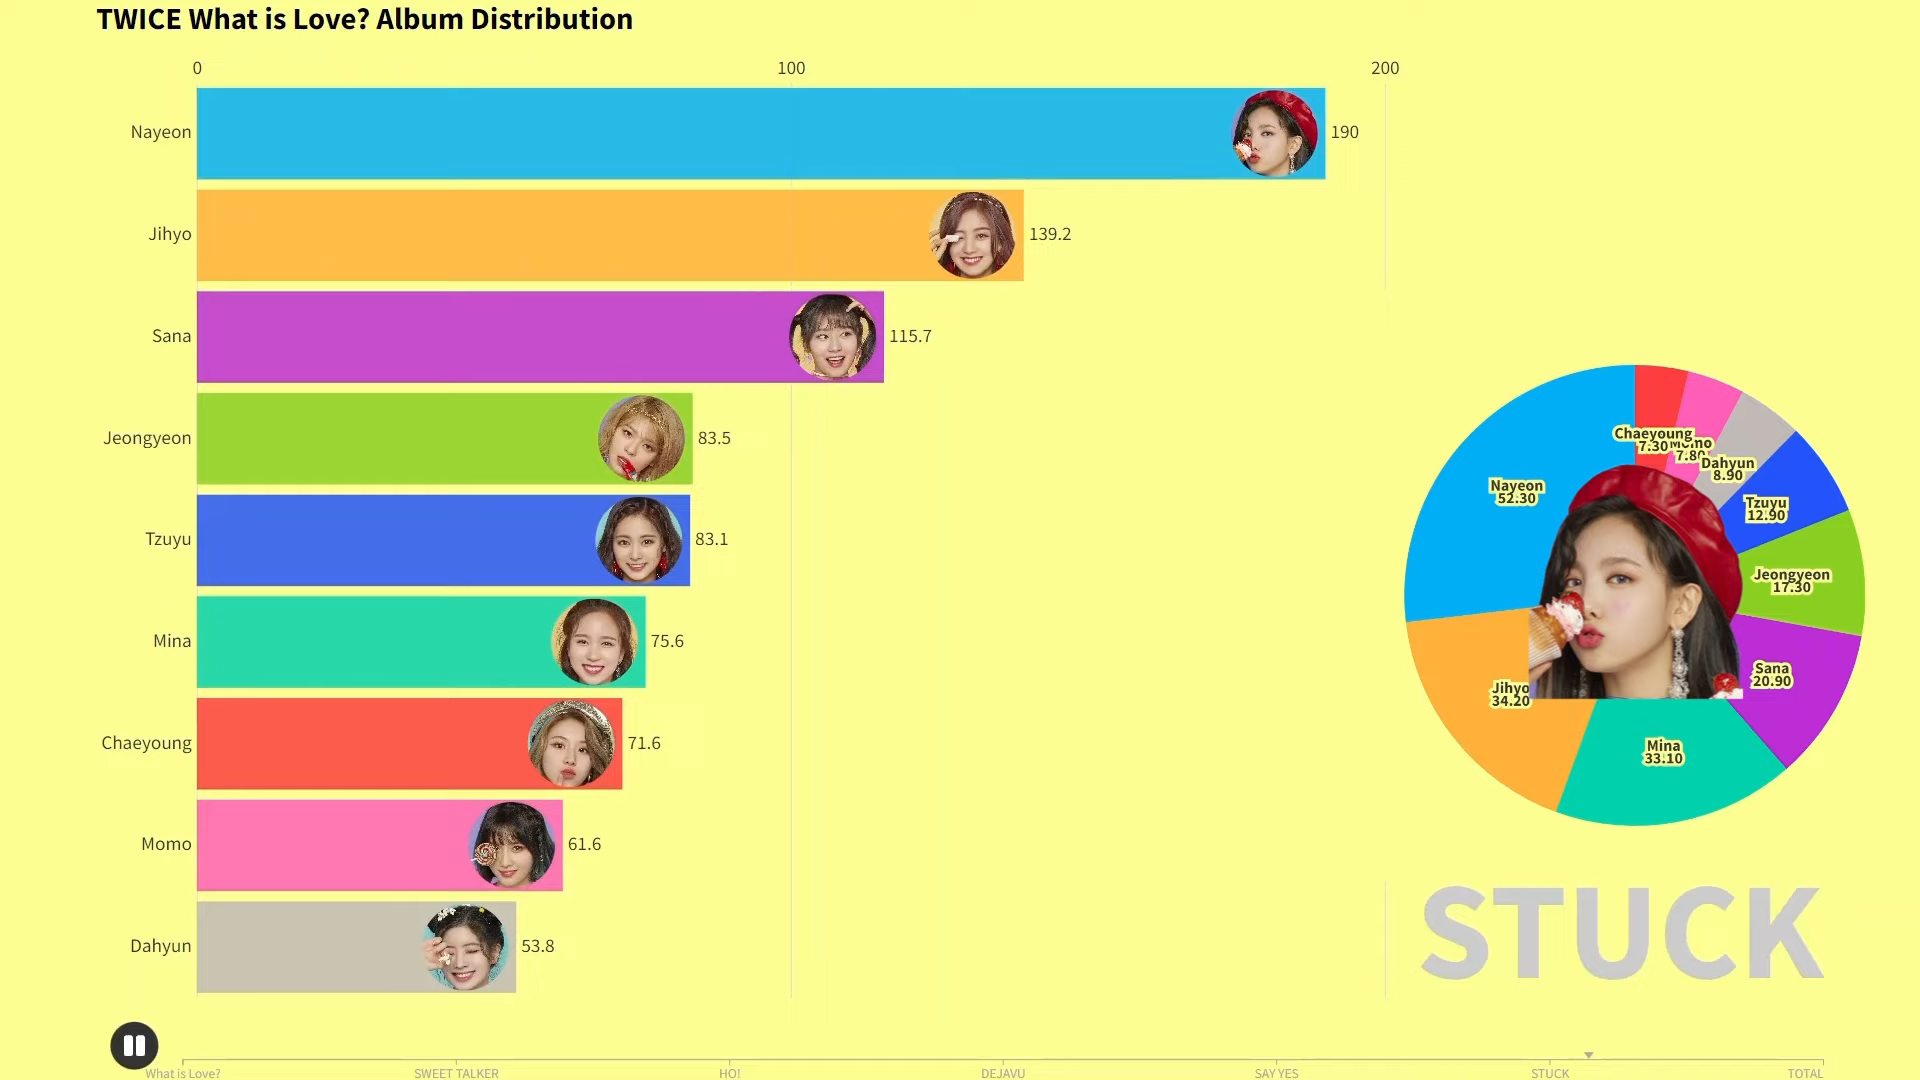 TWICE What is Love? Album Distribution
0 100 200
Nayeon 190
Jihyo 139.2
Sana 115.7
Jeongyeon 83.5
Tzuyu 83.1
Mina 75.6
Chaeyoung 71.6
Momo 61.6
Dahyun 53.8
Chaeyoung
7.30
Momo
7.80
Dahyun
8.90
Tzuyu
12.90
Jeongyeon
17.30
Sana
20.90
Mina
33.10
Jihyo
34.20
Nayeon
52.30
STUCK
What is Love? SWEET TALKER HO! DEJAVU SAY YES STUCK TOTAL